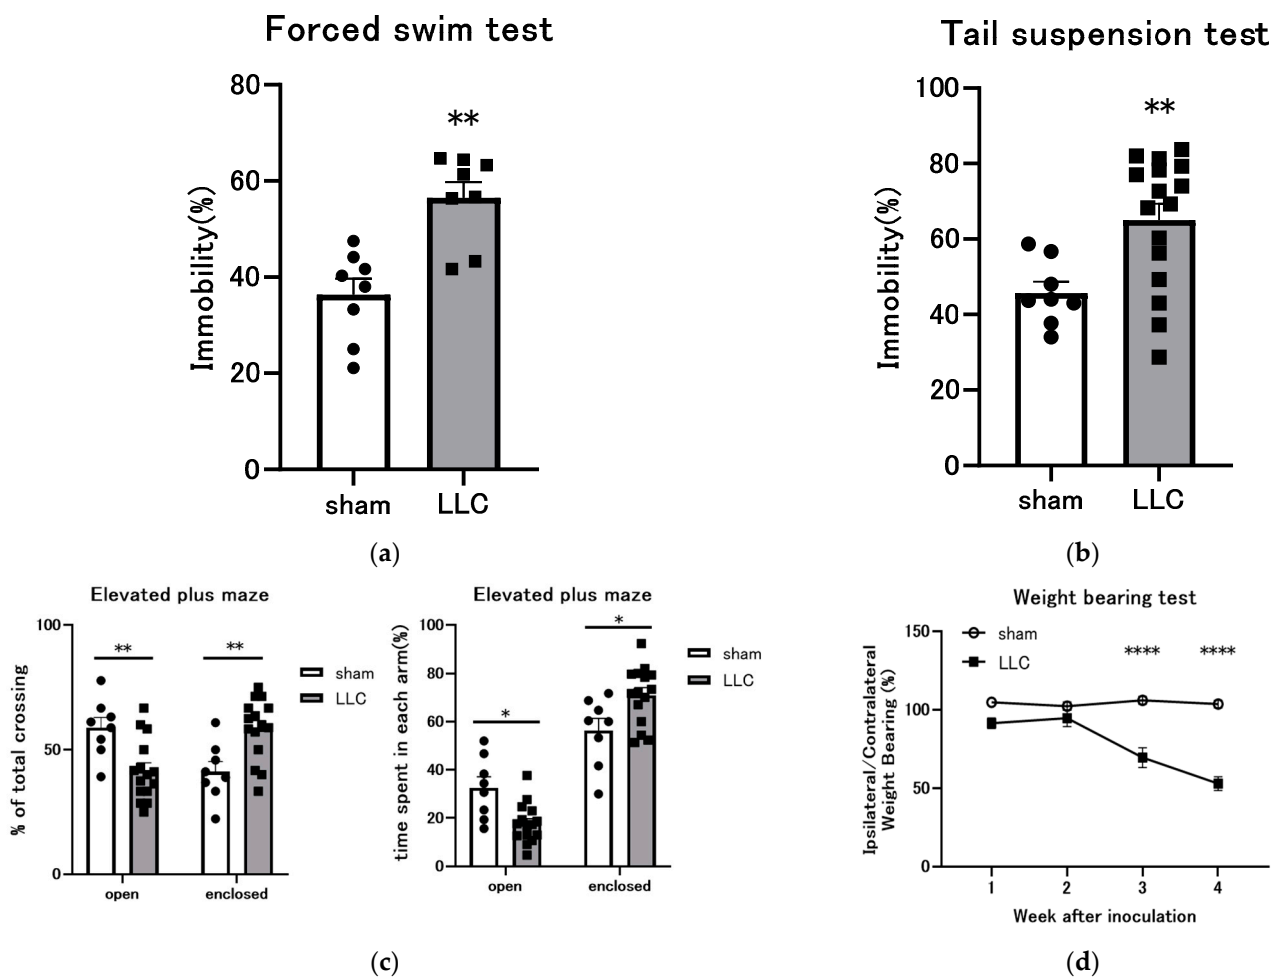 Forced swim test
Tail suspension test
80
60
40
20
0
Immobility(%)
**
sham
LLC
100
80
60
40
20
0
Immobility(%)
**
sham
LLC
(a)
(b)
Elevated plus maze
100
50
0
% of total crossing
**
**
open
enclosed
sham
LLC
Elevated plus maze
100
80
60
40
20
0
time spent in each arm(%)
*
*
open
enclosed
sham
LLC
Weight bearing test
150
100
50
0
Ipsilateral/Contralateral
Weight Bearing (%)
sham
LLC
****
****
1
2
3
4
Week after inoculation
(c)
(d)